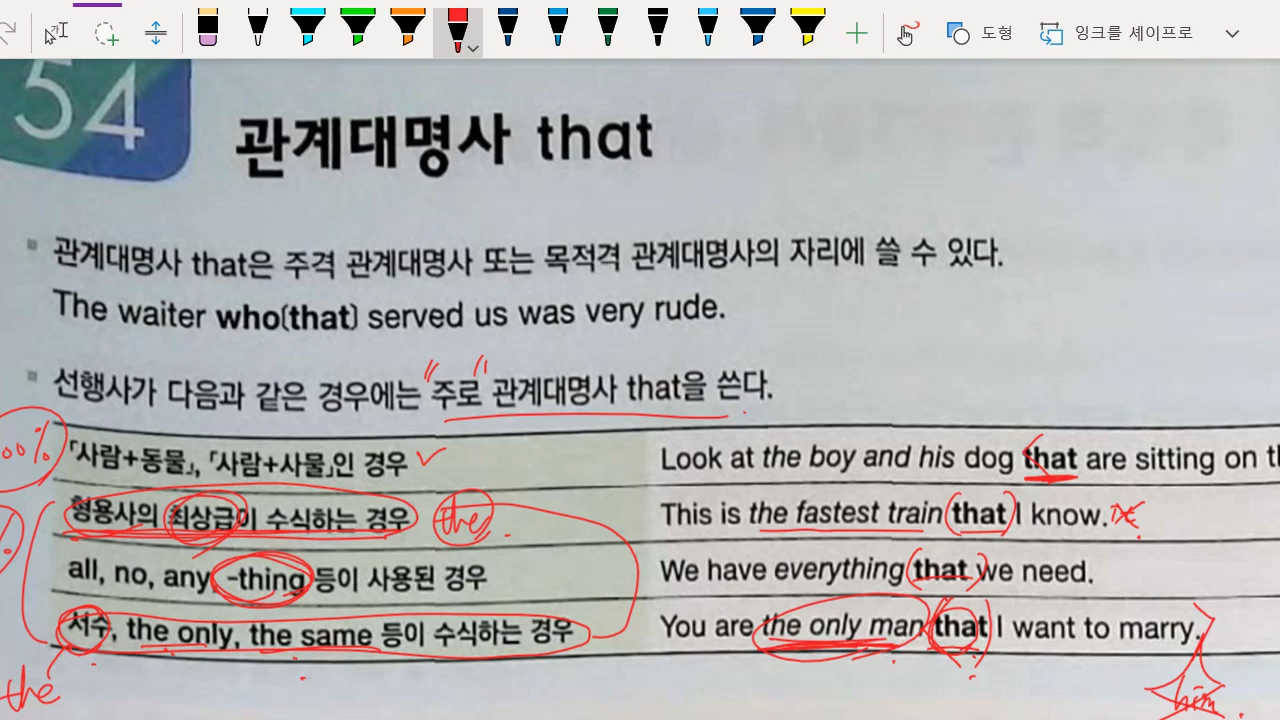 도형
잉크를 셰이프로
54
관계대명사 that
관계대명사 that은 주격 관계대명사 또는 목적격 관계대명사의 자리에 쓸 수 있다.
The waiter who(that) served us was very rude.
선행사가 다음과 같은 경우에는 "주로" 관계대명사 that을 쓴다.
「사람+동물」, 「사람+사물」인 경우
Look at the boy and his dog that are sitting on
형용사의 최상급이 수식하는 경우 the
This is the fastest train that I know.
all, no, any, -thing 등이 사용된 경우
We have everything that we need.
서수, the only, the same 등이 수식하는 경우
You are the only man that I want to marry.
the
him